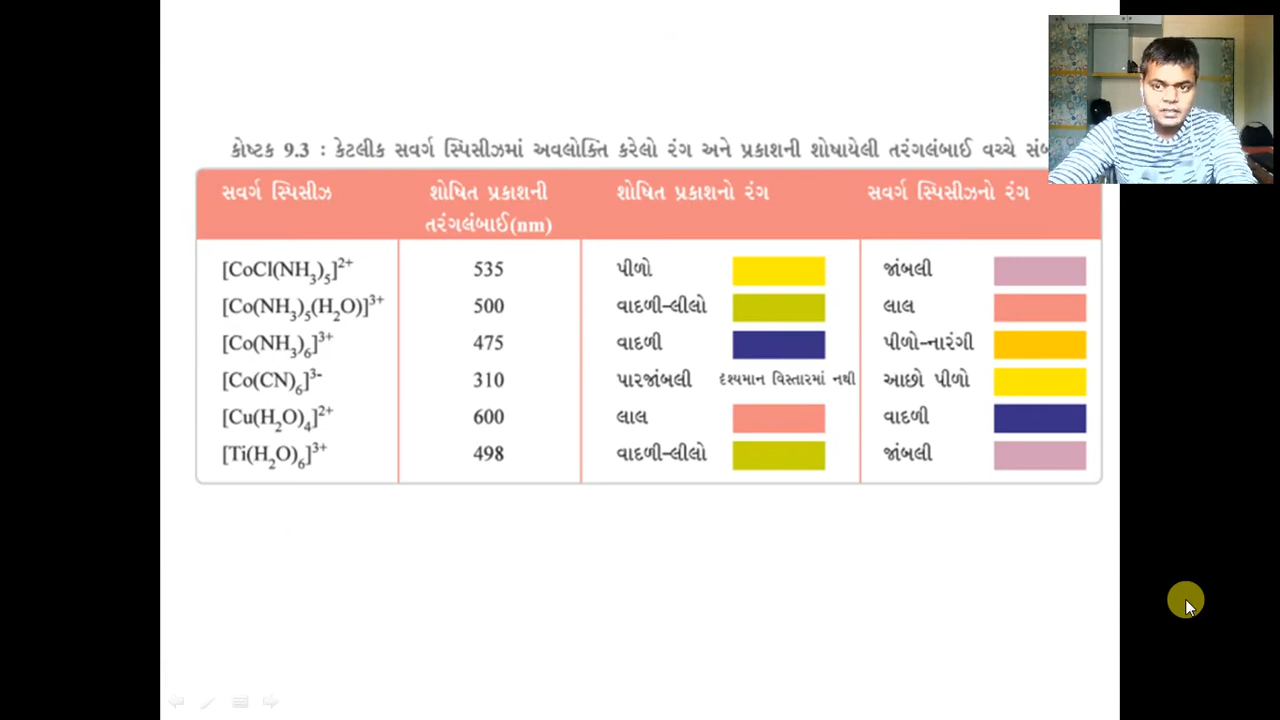 કોષ્ટક 9.3 : કેટલીક સવર્ગ સ્પિસીઝમાં અવલોકિત કરેલો રંગ અને પ્રકાશની શોષાયેલી તરંગલંબાઈ વચ્ચે
સવર્ગ સ્પિસીઝ શોષિત પ્રકાશની તરંગલંબાઈ(nm) શોષિત પ્રકાશનો રંગ સવર્ગ સ્પિસીઝનો રંગ
[CoCl(NH₃)₅]²⁺ 535 પીળો જાંબલી
[Co(NH₃)₅(H₂O)]³⁺ 500 વાદળી-લીલો લાલ
[Co(NH₃)₆]³⁺ 475 વાદળી પીળો-નારંગી
[Co(CN)₆]³⁻ 310 પારજાંબલી દૃશ્યમાન વિસ્તારમાં નથી આછો પીળો
[Cu(H₂O)₄]²⁺ 600 લાલ વાદળી
[Ti(H₂O)₆]³⁺ 498 વાદળી-લીલો જાંબલી